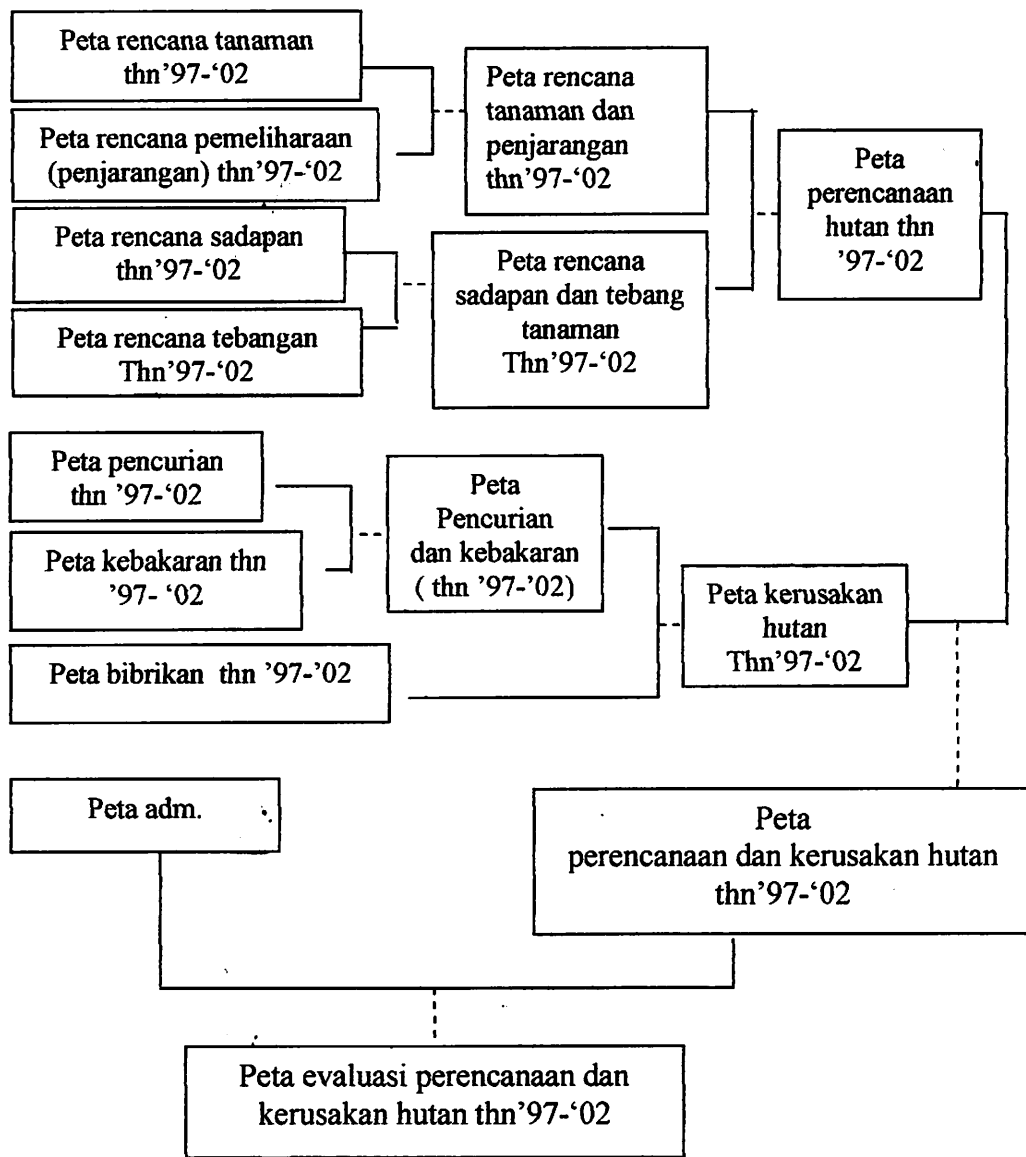 Peta rencana tanaman
thn'97-‘02
Peta rencana pemeliharaan
(penjarangan) thn'97-‘02
Peta rencana sadapan
thn'97-‘02
Peta rencana tebangan
Thn'97-‘02
Peta rencana
tanaman dan
penjarangan
thn'97-‘02
Peta rencana
sadapan dan tebang
tanaman
Thn'97-‘02
Peta
perencanaan
hutan thn
'97-‘02
Peta pencurian
thn '97-‘02
Peta kebakaran thn
'97- ‘02
Peta bibrikan thn '97-'02
Peta
Pencurian
dan kebakaran
( thn '97-'02)
Peta kerusakan
hutan
Thn'97-‘02
Peta adm.
Peta
perencanaan dan kerusakan hutan
thn'97-‘02
Peta evaluasi perencanaan dan
kerusakan hutan thn'97-‘02